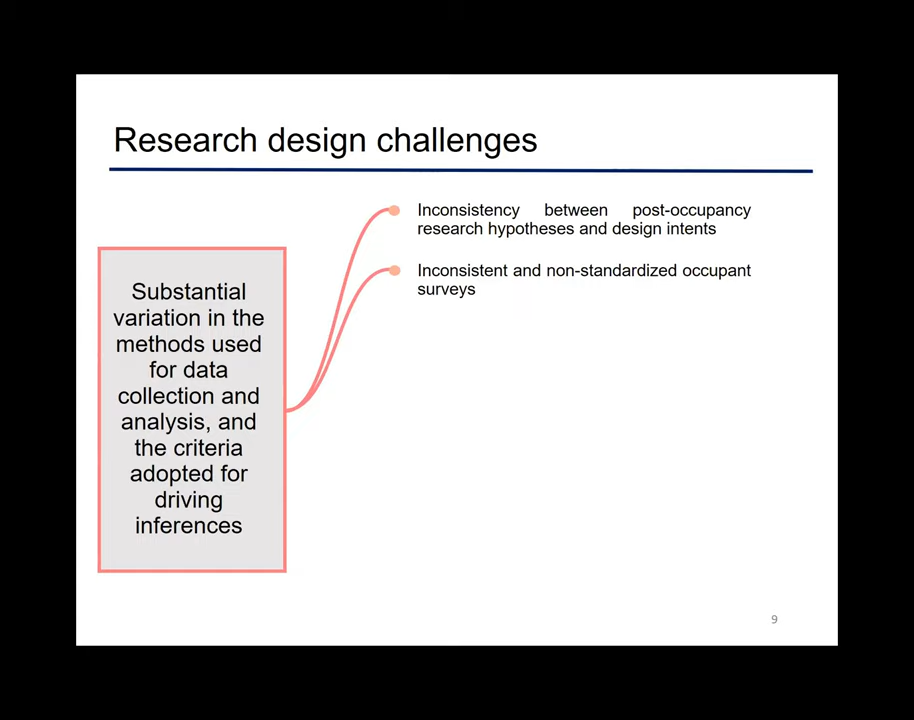 Research design challenges
Inconsistency between post-occupancy
research hypotheses and design intents
Inconsistent and non-standardized occupant
surveys
Substantial
variation in the
methods used
for data
collection and
analysis, and
the criteria
adopted for
driving
inferences
9